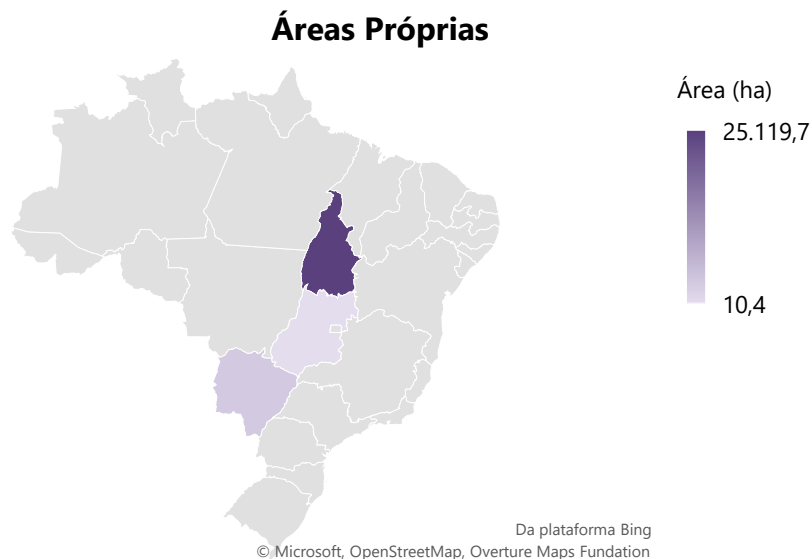 Áreas Próprias
Área (ha)
25.119,7
10,4
Da plataforma Bing
© Microsoft, OpenStreetMap, Overture Maps Fundation